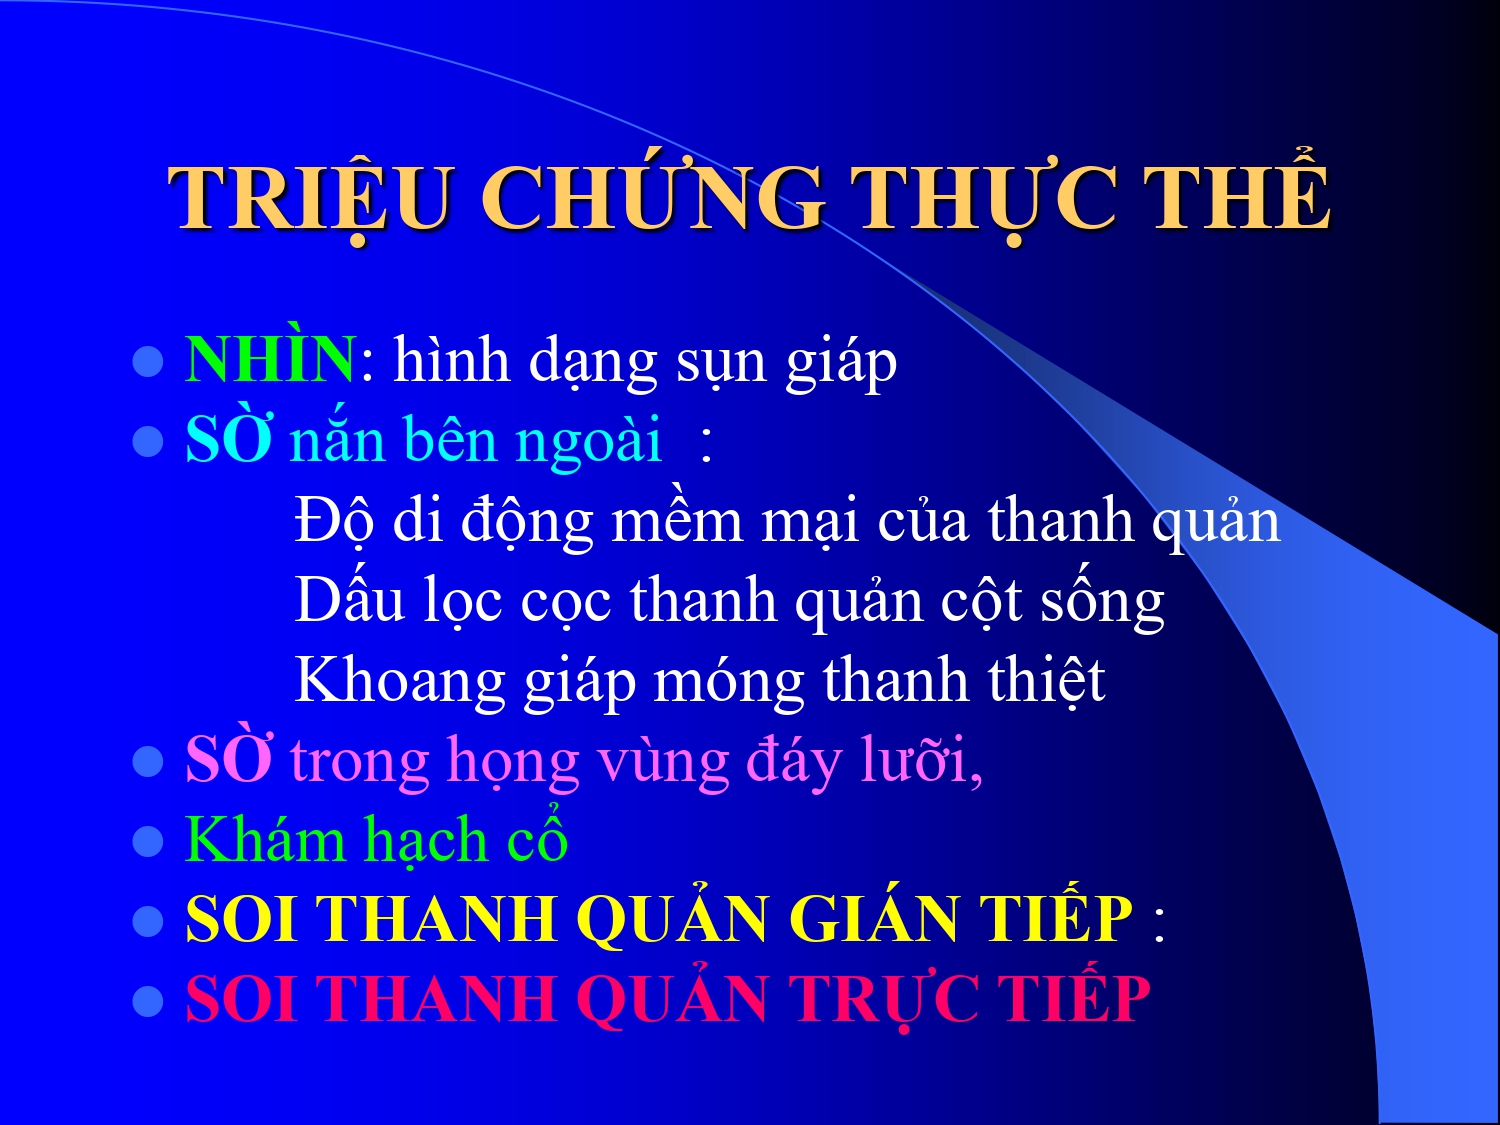 TRIỆU CHỨNG THỰC THỂ
NHÌN: hình dạng sụn giáp
SỜ nắn bên ngoài :
Độ di động mềm mại của thanh quản
Dấu lọc cọc thanh quản cột sống
Khoang giáp móng thanh thiệt
SỜ trong họng vùng đáy lưỡi,
Khám hạch cổ
SOI THANH QUẢN GIÁN TIẾP :
SOI THANH QUẢN TRỰC TIẾP